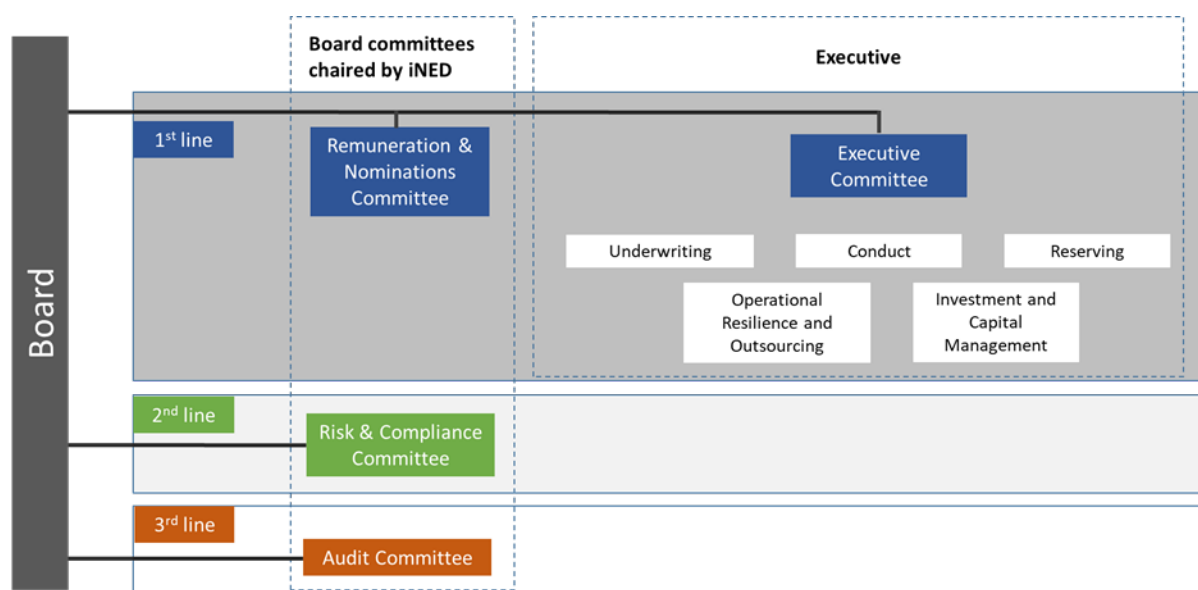 Board committees
chaired by iNED
Executive
Board
1st line
Remuneration &
Nominations
Committee
Executive
Committee
Underwriting
Conduct
Reserving
Operational
Resilience and
Outsourcing
Investment and
Capital
Management
2nd line
Risk & Compliance
Committee
3rd line
Audit Committee